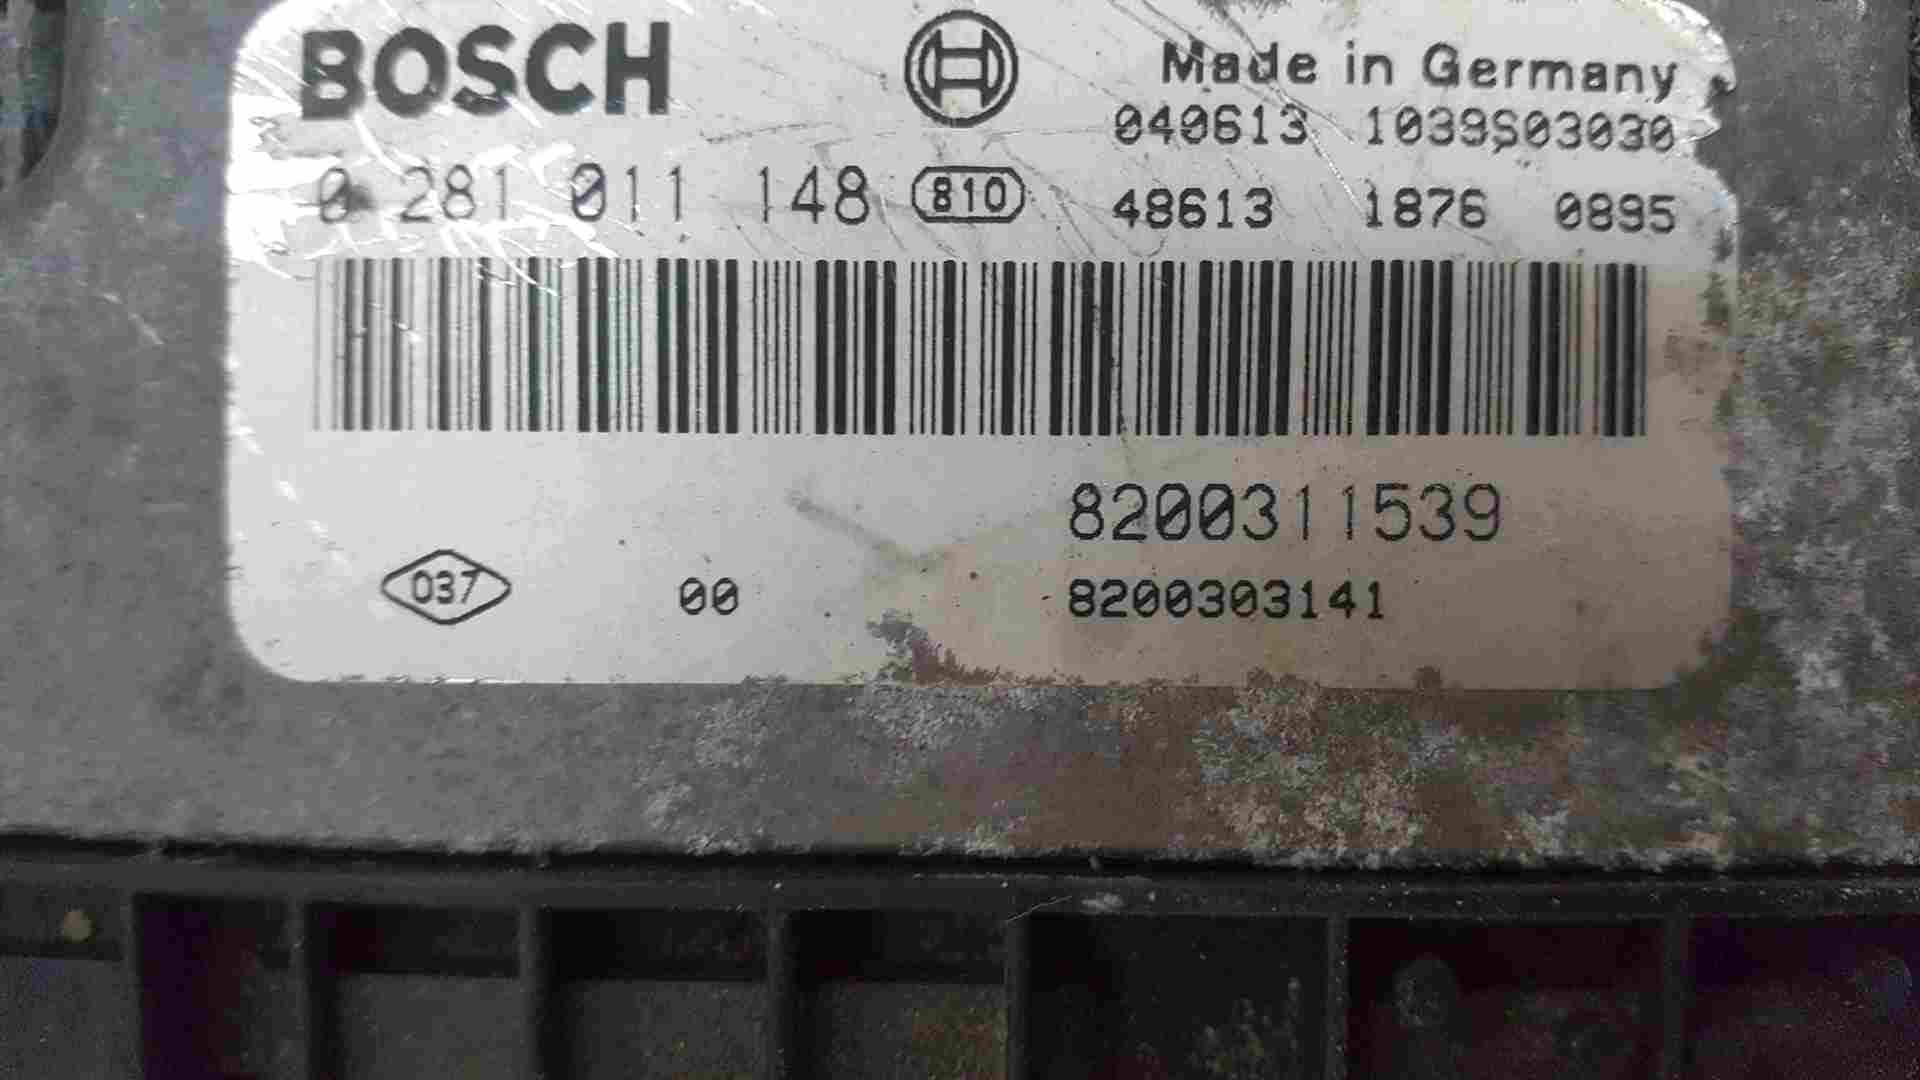 BOSCH
Made in Germany
040613 1039S03030
0 281 011 148 810 48613 1876 0895
8200311539
037 00 8200303141